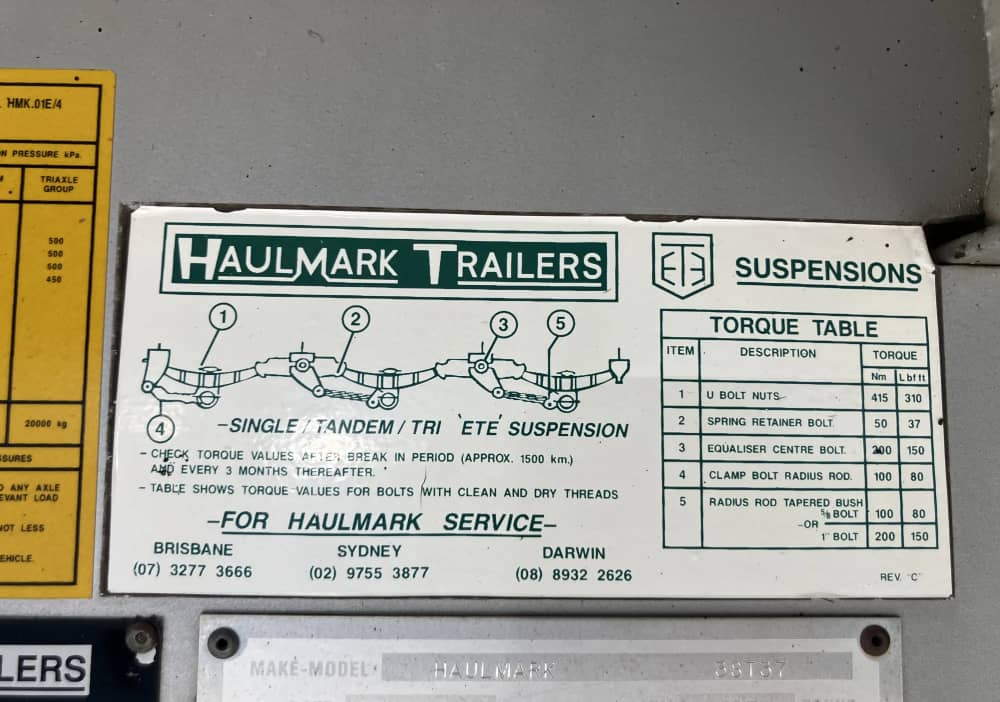 HMK.01E/4
PRESSURE kPa.
TRIAXLE
GROUP
500
500
500
450
20000 kg
ANY AXLE
LOAD
NOT LESS
HAULMARK TRAILERS
ETE
SUSPENSIONS
1
2
3
5
4
-SINGLE/TANDEM/TRI 'ETE' SUSPENSION
- CHECK TORQUE VALUES AFTER BREAK IN PERIOD (APPROX. 1500 km.)
AND EVERY 3 MONTHS THEREAFTER.
- TABLE SHOWS TORQUE VALUES FOR BOLTS WITH CLEAN AND DRY THREADS
-FOR HAULMARK SERVICE-
BRISBANE SYDNEY DARWIN
(07) 3277 3666 (02) 9755 3877 (08) 8932 2626
TORQUE TABLE
ITEM DESCRIPTION TORQUE
Nm Lbf ft
1 U BOLT NUTS 415 310
2 SPRING RETAINER BOLT. 50 37
3 EQUALISER CENTRE BOLT. 200 150
4 CLAMP BOLT RADIUS ROD. 100 80
5 RADIUS ROD TAPERED BUSH
5/8 BOLT 100 80
-OR
1" BOLT 200 150
REV. "C"
LERS
MAKE-MODEL HAULMARK 3ST37